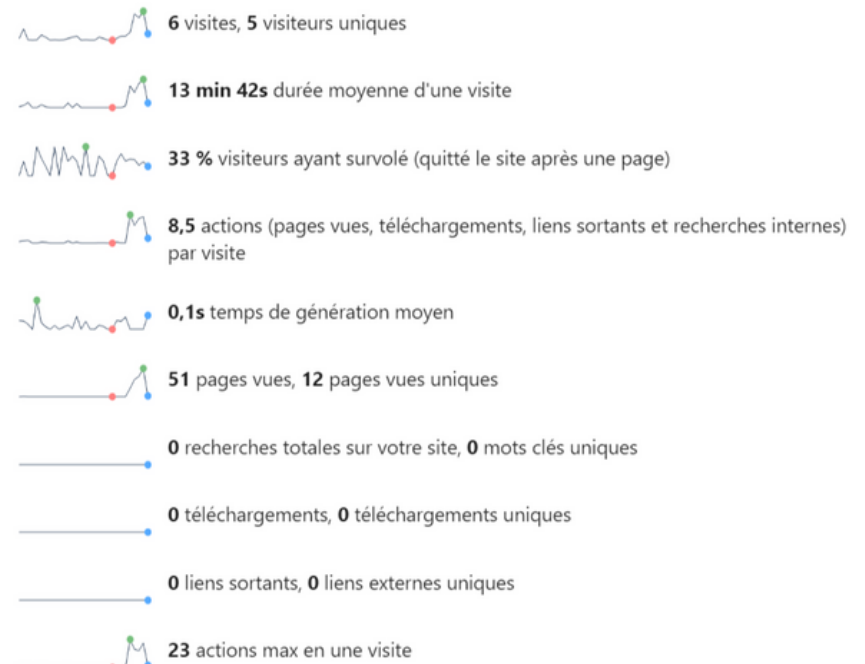 6 visites, 5 visiteurs uniques
13 min 42s durée moyenne d'une visite
33 % visiteurs ayant survolé (quitté le site après une page)
8,5 actions (pages vues, téléchargements, liens sortants et recherches internes)
par visite
0,1s temps de génération moyen
51 pages vues, 12 pages vues uniques
0 recherches totales sur votre site, 0 mots clés uniques
0 téléchargements, 0 téléchargements uniques
0 liens sortants, 0 liens externes uniques
23 actions max en une visite